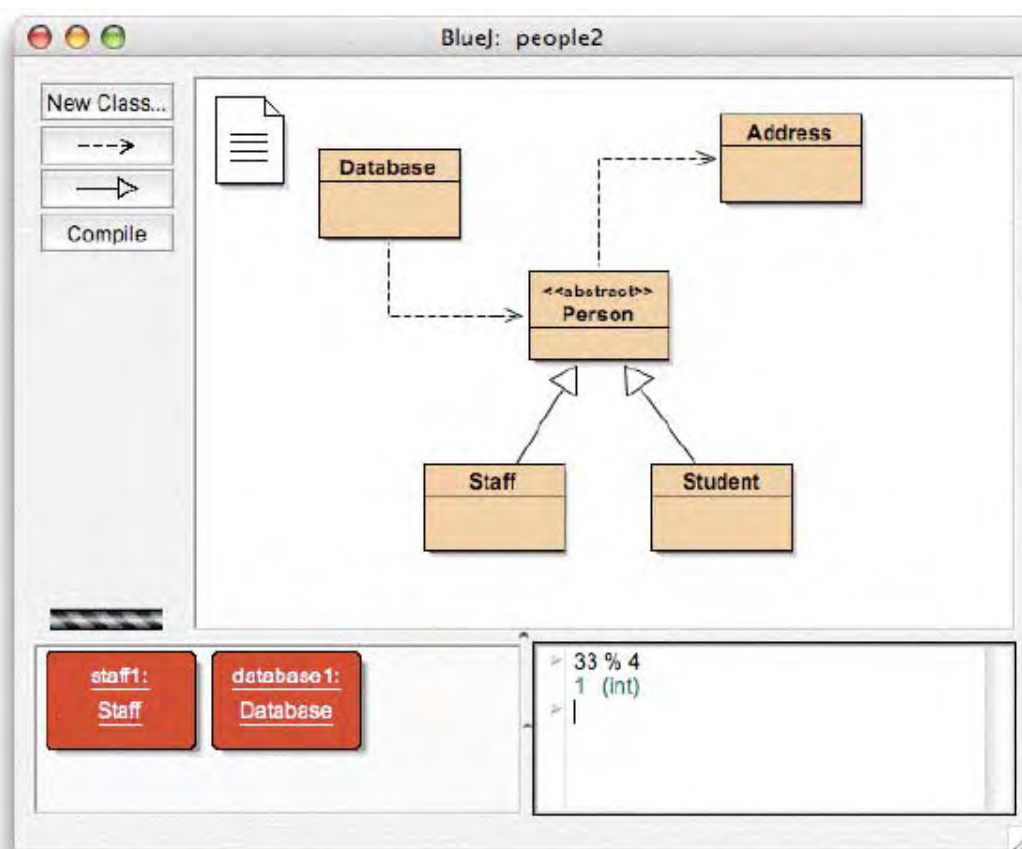 BlueJ: people2
New Class...
Compile
Database
Address
<<abstract>>
Person
Staff
Student
staff1:
Staff
database1:
Database
> 33 % 4
1 (int)
>